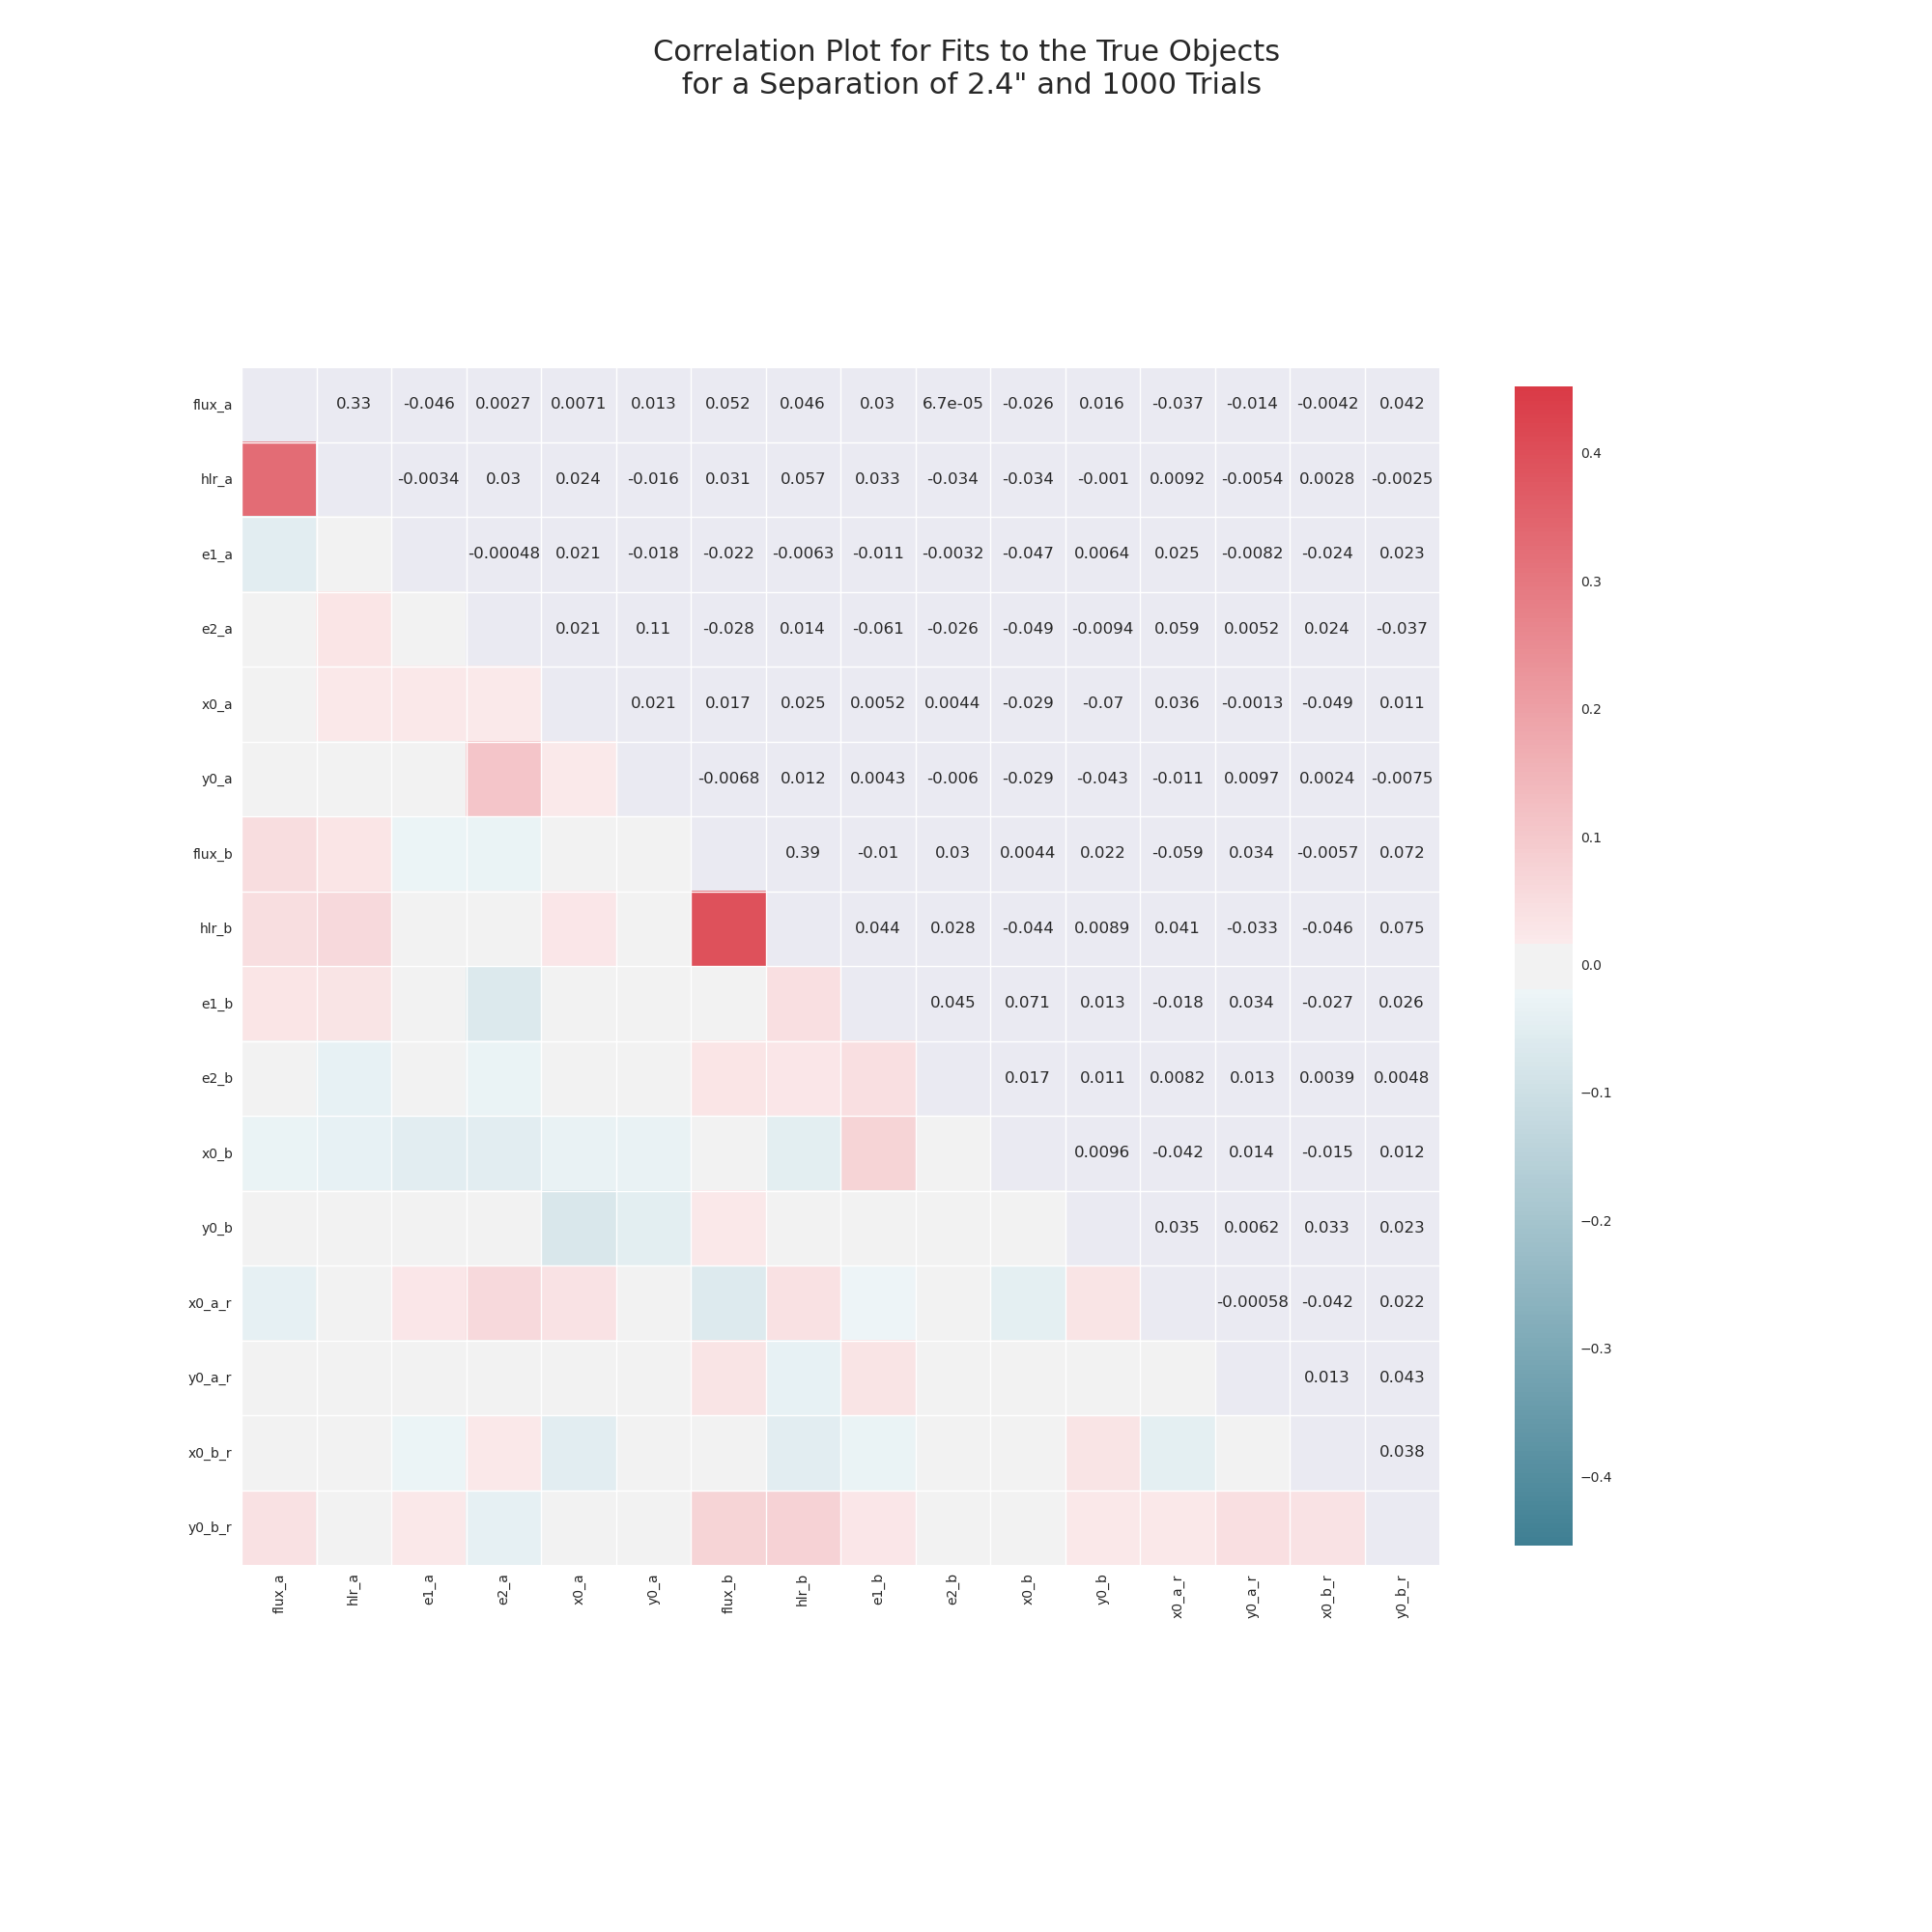 Correlation Plot for Fits to the True Objects
for a Separation of 2.4" and 1000 Trials
flux_a 0.33 -0.046 0.0027 0.0071 0.013 0.052 0.046 0.03 6.7e-05 -0.026 0.016 -0.037 -0.014 -0.0042 0.042
hlr_a -0.0034 0.03 0.024 -0.016 0.031 0.057 0.033 -0.034 -0.034 -0.001 0.0092 -0.0054 0.0028 -0.0025
e1_a -0.00048 0.021 -0.018 -0.022 -0.0063 -0.011 -0.0032 -0.047 0.0064 0.025 -0.0082 -0.024 0.023
e2_a 0.021 0.11 -0.028 0.014 -0.061 -0.026 -0.049 -0.0094 0.059 0.0052 0.024 -0.037
x0_a 0.021 0.017 0.025 0.0052 0.0044 -0.029 -0.07 0.036 -0.0013 -0.049 0.011
y0_a -0.0068 0.012 0.0043 -0.006 -0.029 -0.043 -0.011 0.0097 0.0024 -0.0075
flux_b 0.39 -0.01 0.03 0.0044 0.022 -0.059 0.034 -0.0057 0.072
hlr_b 0.044 0.028 -0.044 0.0089 0.041 -0.033 -0.046 0.075
e1_b 0.045 0.071 0.013 -0.018 0.034 -0.027 0.026
e2_b 0.017 0.011 0.0082 0.013 0.0039 0.0048
x0_b 0.0096 -0.042 0.014 -0.015 0.012
y0_b 0.035 0.0062 0.033 0.023
x0_a_r -0.00058 -0.042 0.022
y0_a_r 0.013 0.043
x0_b_r 0.038
y0_b_r
flux_a hlr_a e1_a e2_a x0_a y0_a flux_b hlr_b e1_b e2_b x0_b y0_b x0_a_r y0_a_r x0_b_r y0_b_r
0.4
0.3
0.2
0.1
0.0
−0.1
−0.2
−0.3
−0.4